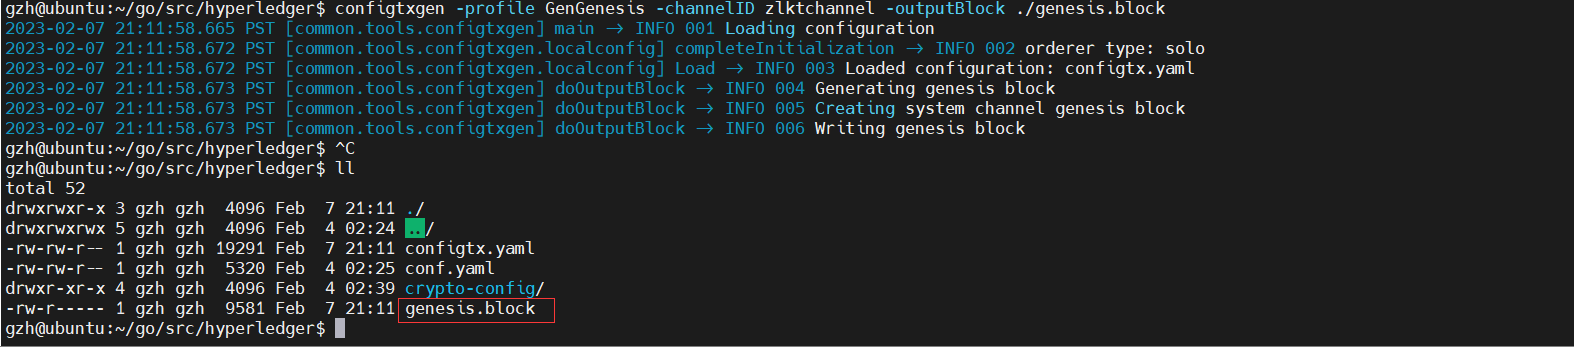 gzh@ubuntu:~/go/src/hyperledger$ configtxgen -profile GenGenesis -channelID zlktchannel -outputBlock ./genesis.block
2023-02-07 21:11:58.665 PST [common.tools.configtxgen] main → INFO 001 Loading configuration
2023-02-07 21:11:58.672 PST [common.tools.configtxgen.localconfig] completeInitialization → INFO 002 orderer type: solo
2023-02-07 21:11:58.672 PST [common.tools.configtxgen.localconfig] Load → INFO 003 Loaded configuration: configtx.yaml
2023-02-07 21:11:58.673 PST [common.tools.configtxgen] doOutputBlock → INFO 004 Generating genesis block
2023-02-07 21:11:58.673 PST [common.tools.configtxgen] doOutputBlock → INFO 005 Creating system channel genesis block
2023-02-07 21:11:58.673 PST [common.tools.configtxgen] doOutputBlock → INFO 006 Writing genesis block
gzh@ubuntu:~/go/src/hyperledger$ ^C
gzh@ubuntu:~/go/src/hyperledger$ ll
total 52
drwxrwxr-x 3 gzh gzh  4096 Feb  7 21:11 ./
drwxrwxrwx 5 gzh gzh  4096 Feb  4 02:24 ../
-rw-rw-r-- 1 gzh gzh 19291 Feb  7 21:11 configtx.yaml
-rw-rw-r-- 1 gzh gzh  5320 Feb  4 02:25 conf.yaml
drwxr-xr-x 4 gzh gzh  4096 Feb  4 02:39 crypto-config/
-rw-r----- 1 gzh gzh  9581 Feb  7 21:11 genesis.block
gzh@ubuntu:~/go/src/hyperledger$